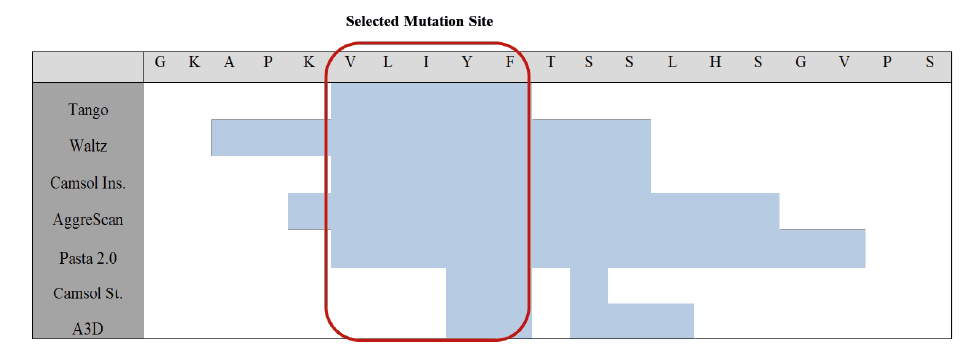 Selected Mutation Site
G K A P K V L I Y F T S S L H S G V P S
Tango
Waltz
Camsol Ins.
AggreScan
Pasta 2.0
Camsol St.
A3D